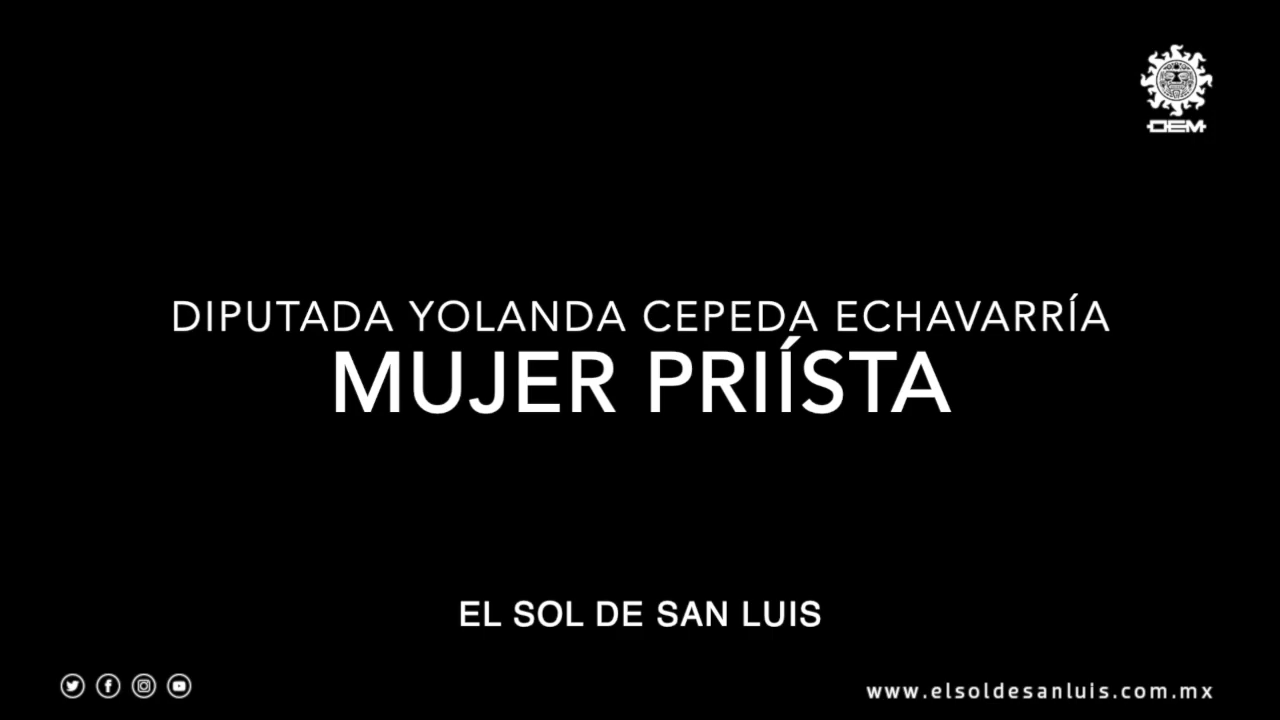 OEM
DIPUTADA YOLANDA CEPEDA ECHAVARRÍA
MUJER PRIÍSTA
EL SOL DE SAN LUIS
www.elsoldesanluis.com.mx